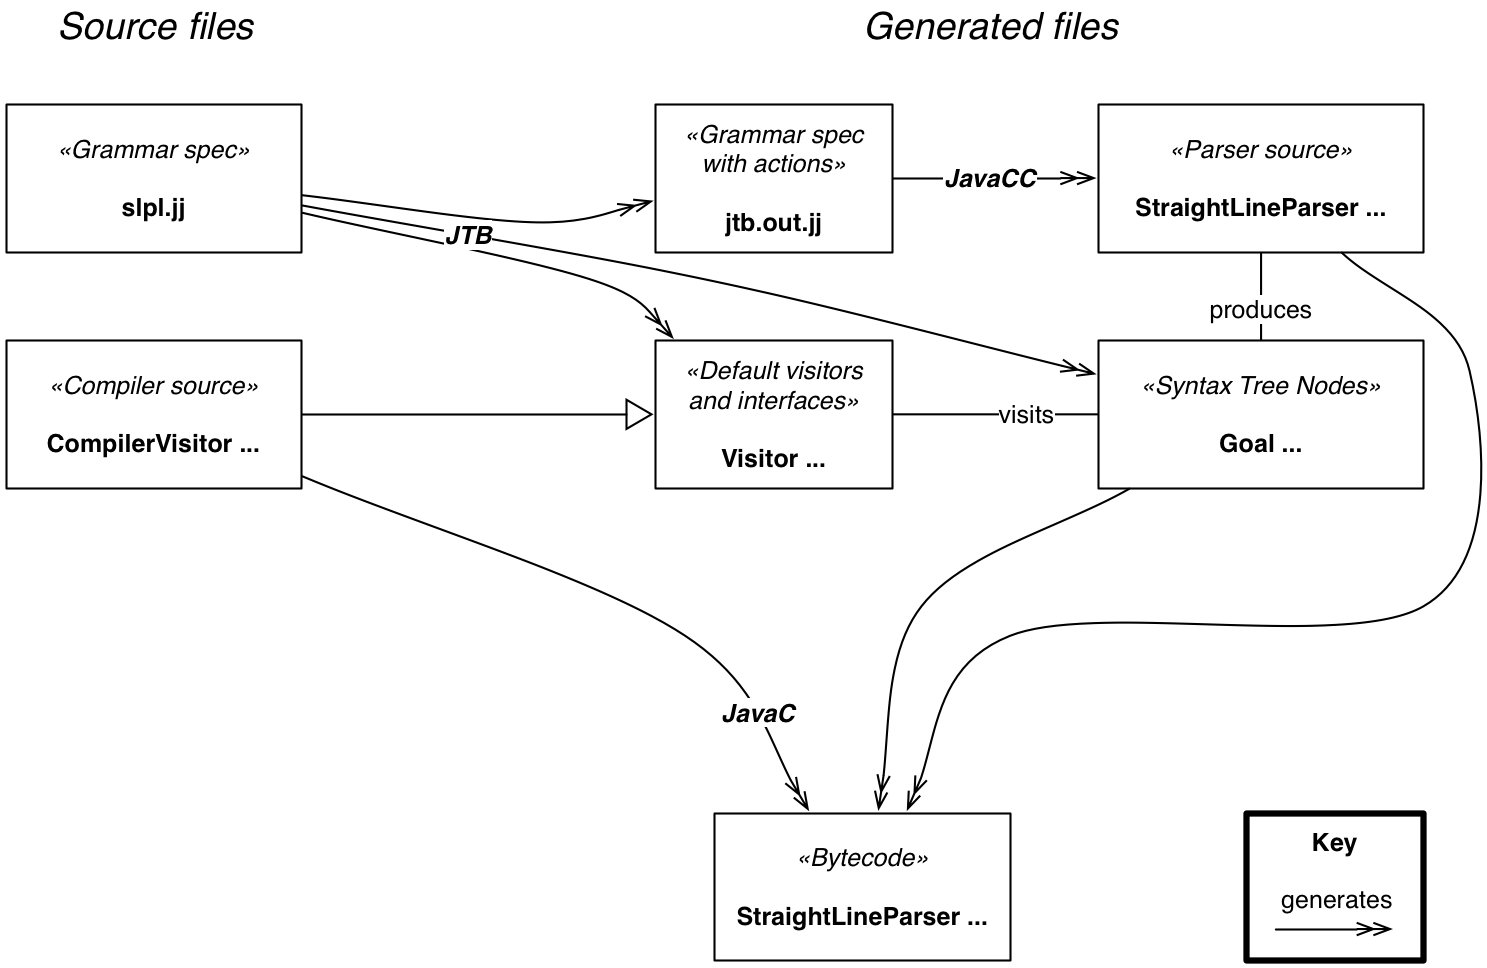 Source files
Generated files
«Grammar spec»
slpl.jj
«Grammar spec
with actions»
jtb.out.jj
JavaCC
«Parser source»
StraightLineParser ...
JTB
produces
«Compiler source»
CompilerVisitor ...
«Default visitors
and interfaces»
Visitor ...
visits
«Syntax Tree Nodes»
Goal ...
JavaC
«Bytecode»
StraightLineParser ...
Key
generates